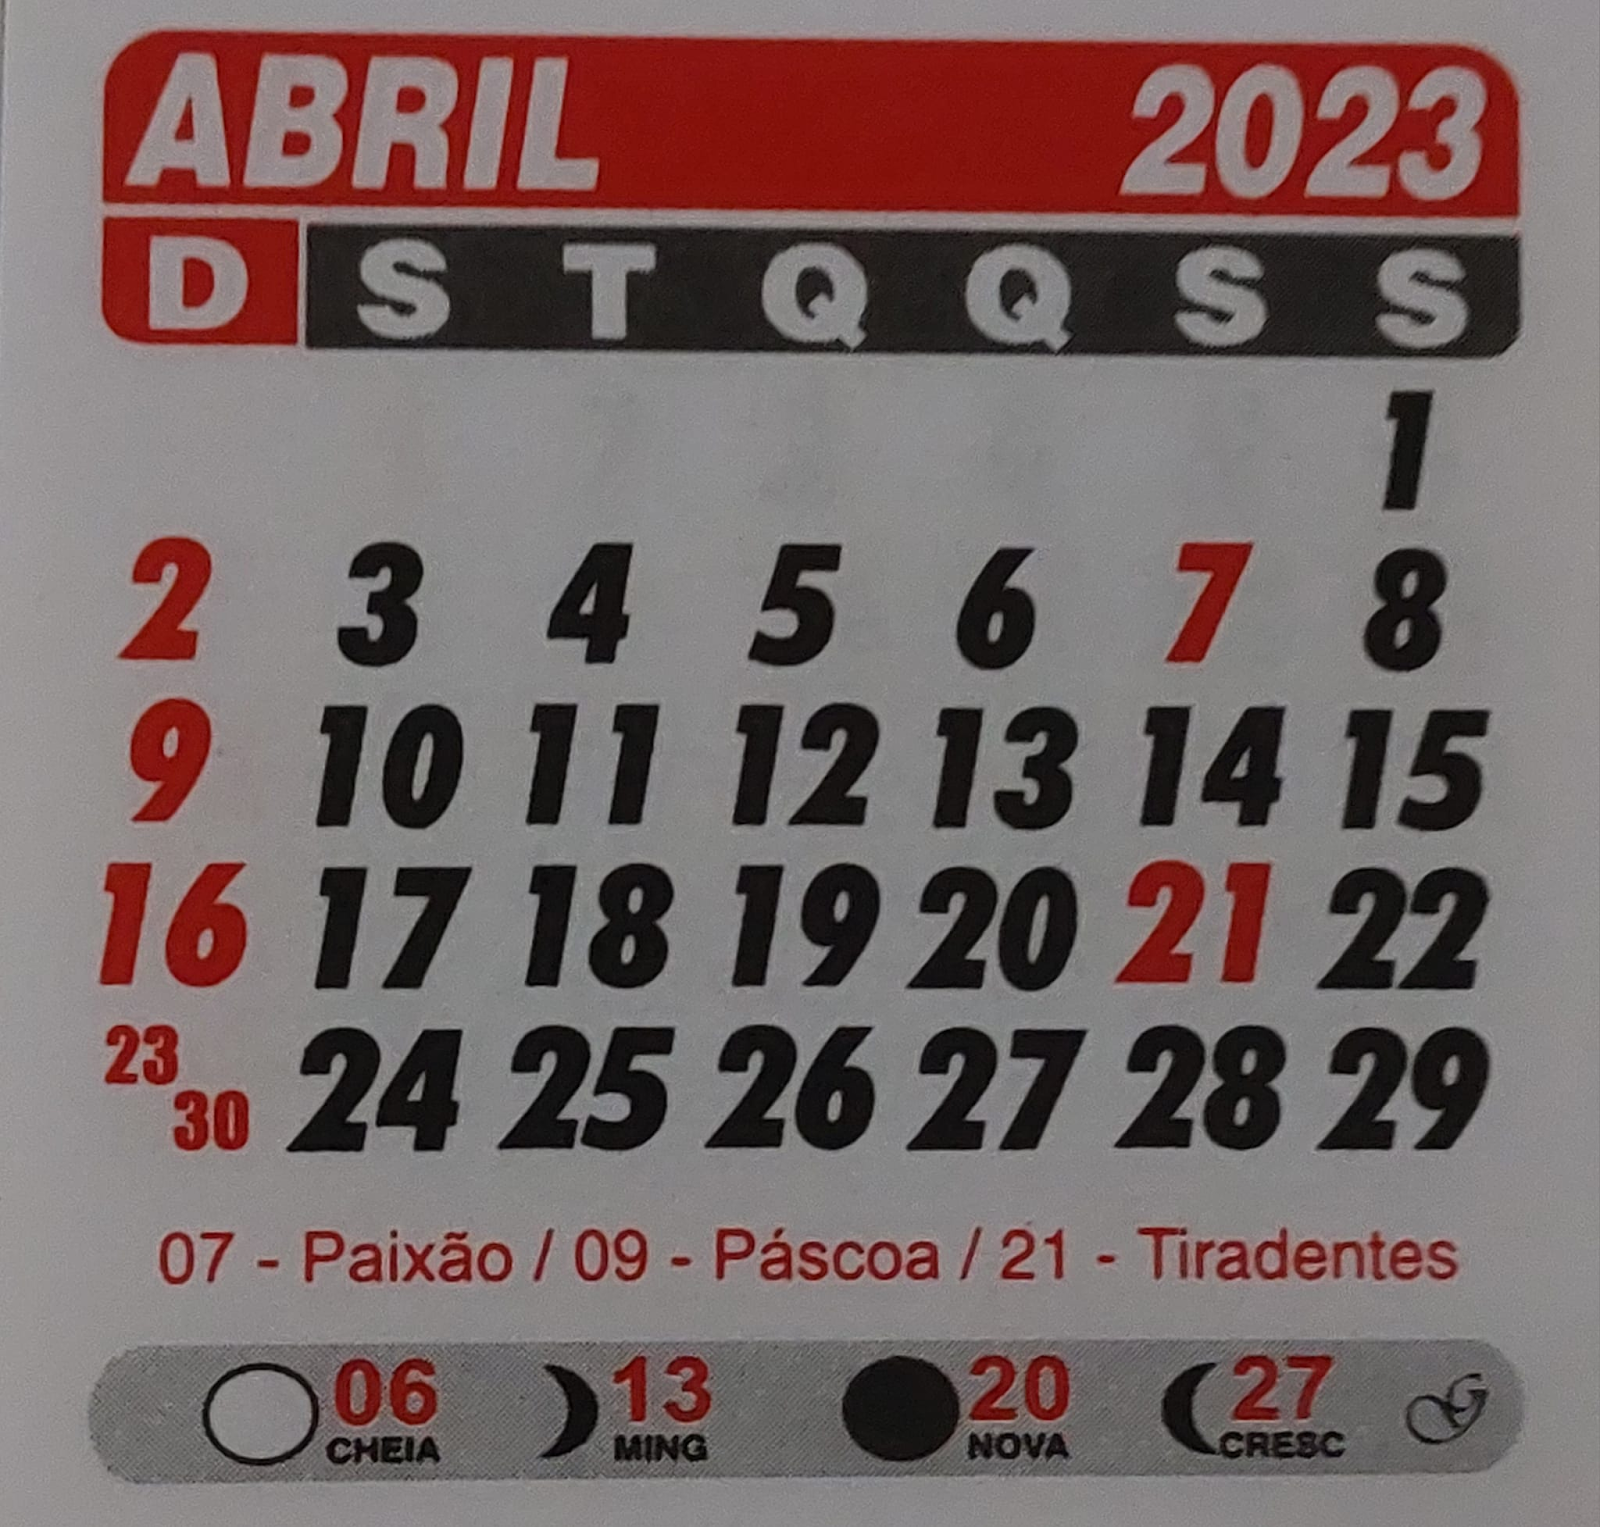 ABRIL 2023
D S T Q Q S S
1
2 3 4 5 6 7 8
9 10 11 12 13 14 15
16 17 18 19 20 21 22
23 30 24 25 26 27 28 29
07 - Paixão / 09 - Páscoa / 21 - Tiradentes
06 13 20 27
CHEIA MING NOVA CRESC